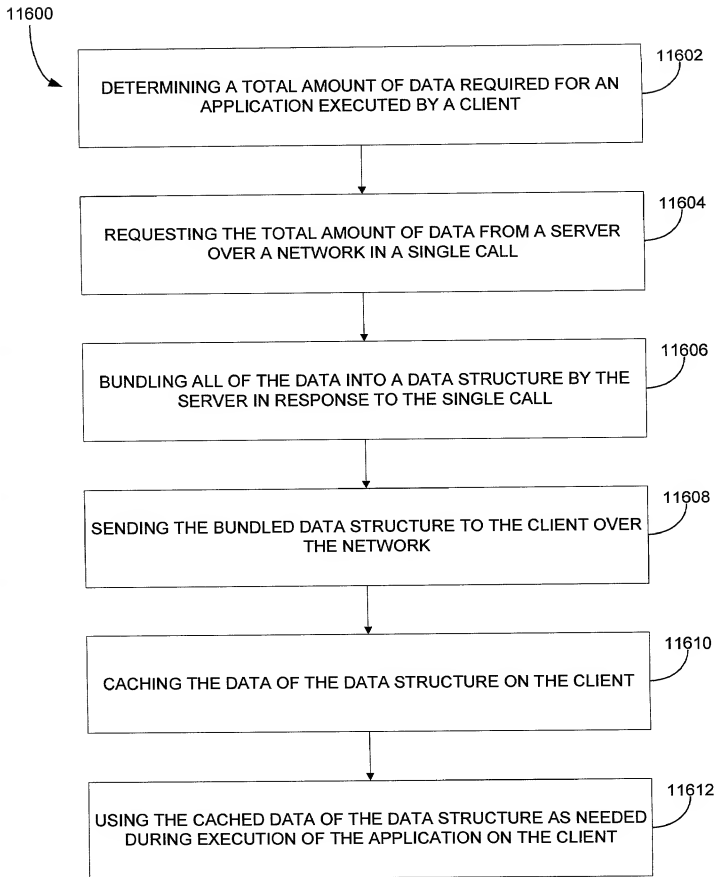 11600
11602
DETERMINING A TOTAL AMOUNT OF DATA REQUIRED FOR AN
APPLICATION EXECUTED BY A CLIENT
11604
REQUESTING THE TOTAL AMOUNT OF DATA FROM A SERVER
OVER A NETWORK IN A SINGLE CALL
11606
BUNDLING ALL OF THE DATA INTO A DATA STRUCTURE BY THE
SERVER IN RESPONSE TO THE SINGLE CALL
11608
SENDING THE BUNDLED DATA STRUCTURE TO THE CLIENT OVER
THE NETWORK
11610
CACHING THE DATA OF THE DATA STRUCTURE ON THE CLIENT
11612
USING THE CACHED DATA OF THE DATA STRUCTURE AS NEEDED
DURING EXECUTION OF THE APPLICATION ON THE CLIENT